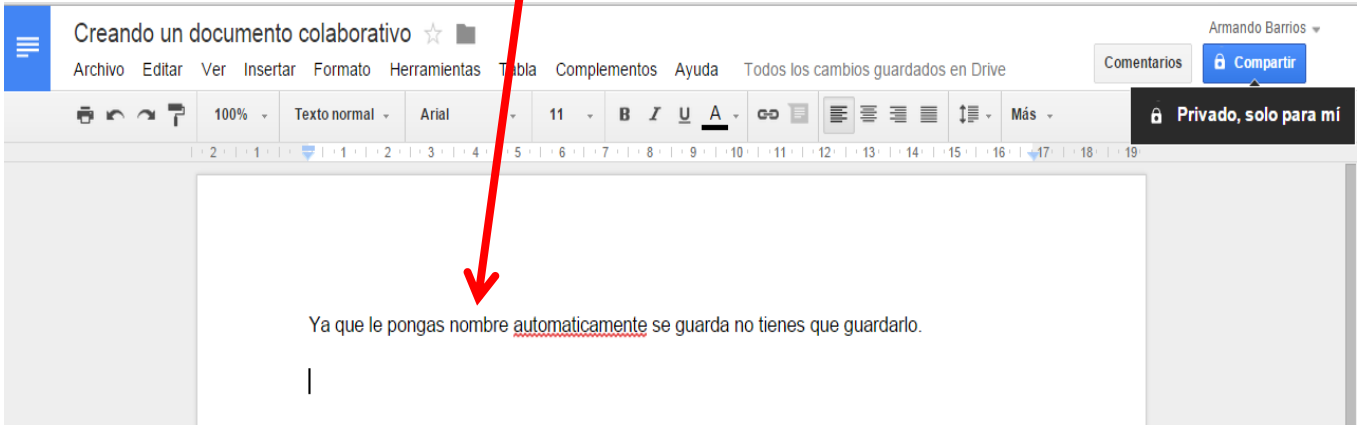 Creando un documento colaborativo
Armando Barrios
Archivo Editar Ver Insertar Formato Herramientas Tabla Complementos Ayuda Todos los cambios guardados en Drive
Comentarios Compartir
100% Texto normal Arial 11 B I U A Más
Privado, solo para mí
2 1 1 2 3 4 5 6 7 8 9 10 11 12 13 14 15 16 17 18 19
Ya que le pongas nombre automaticamente se guarda no tienes que guardarlo.